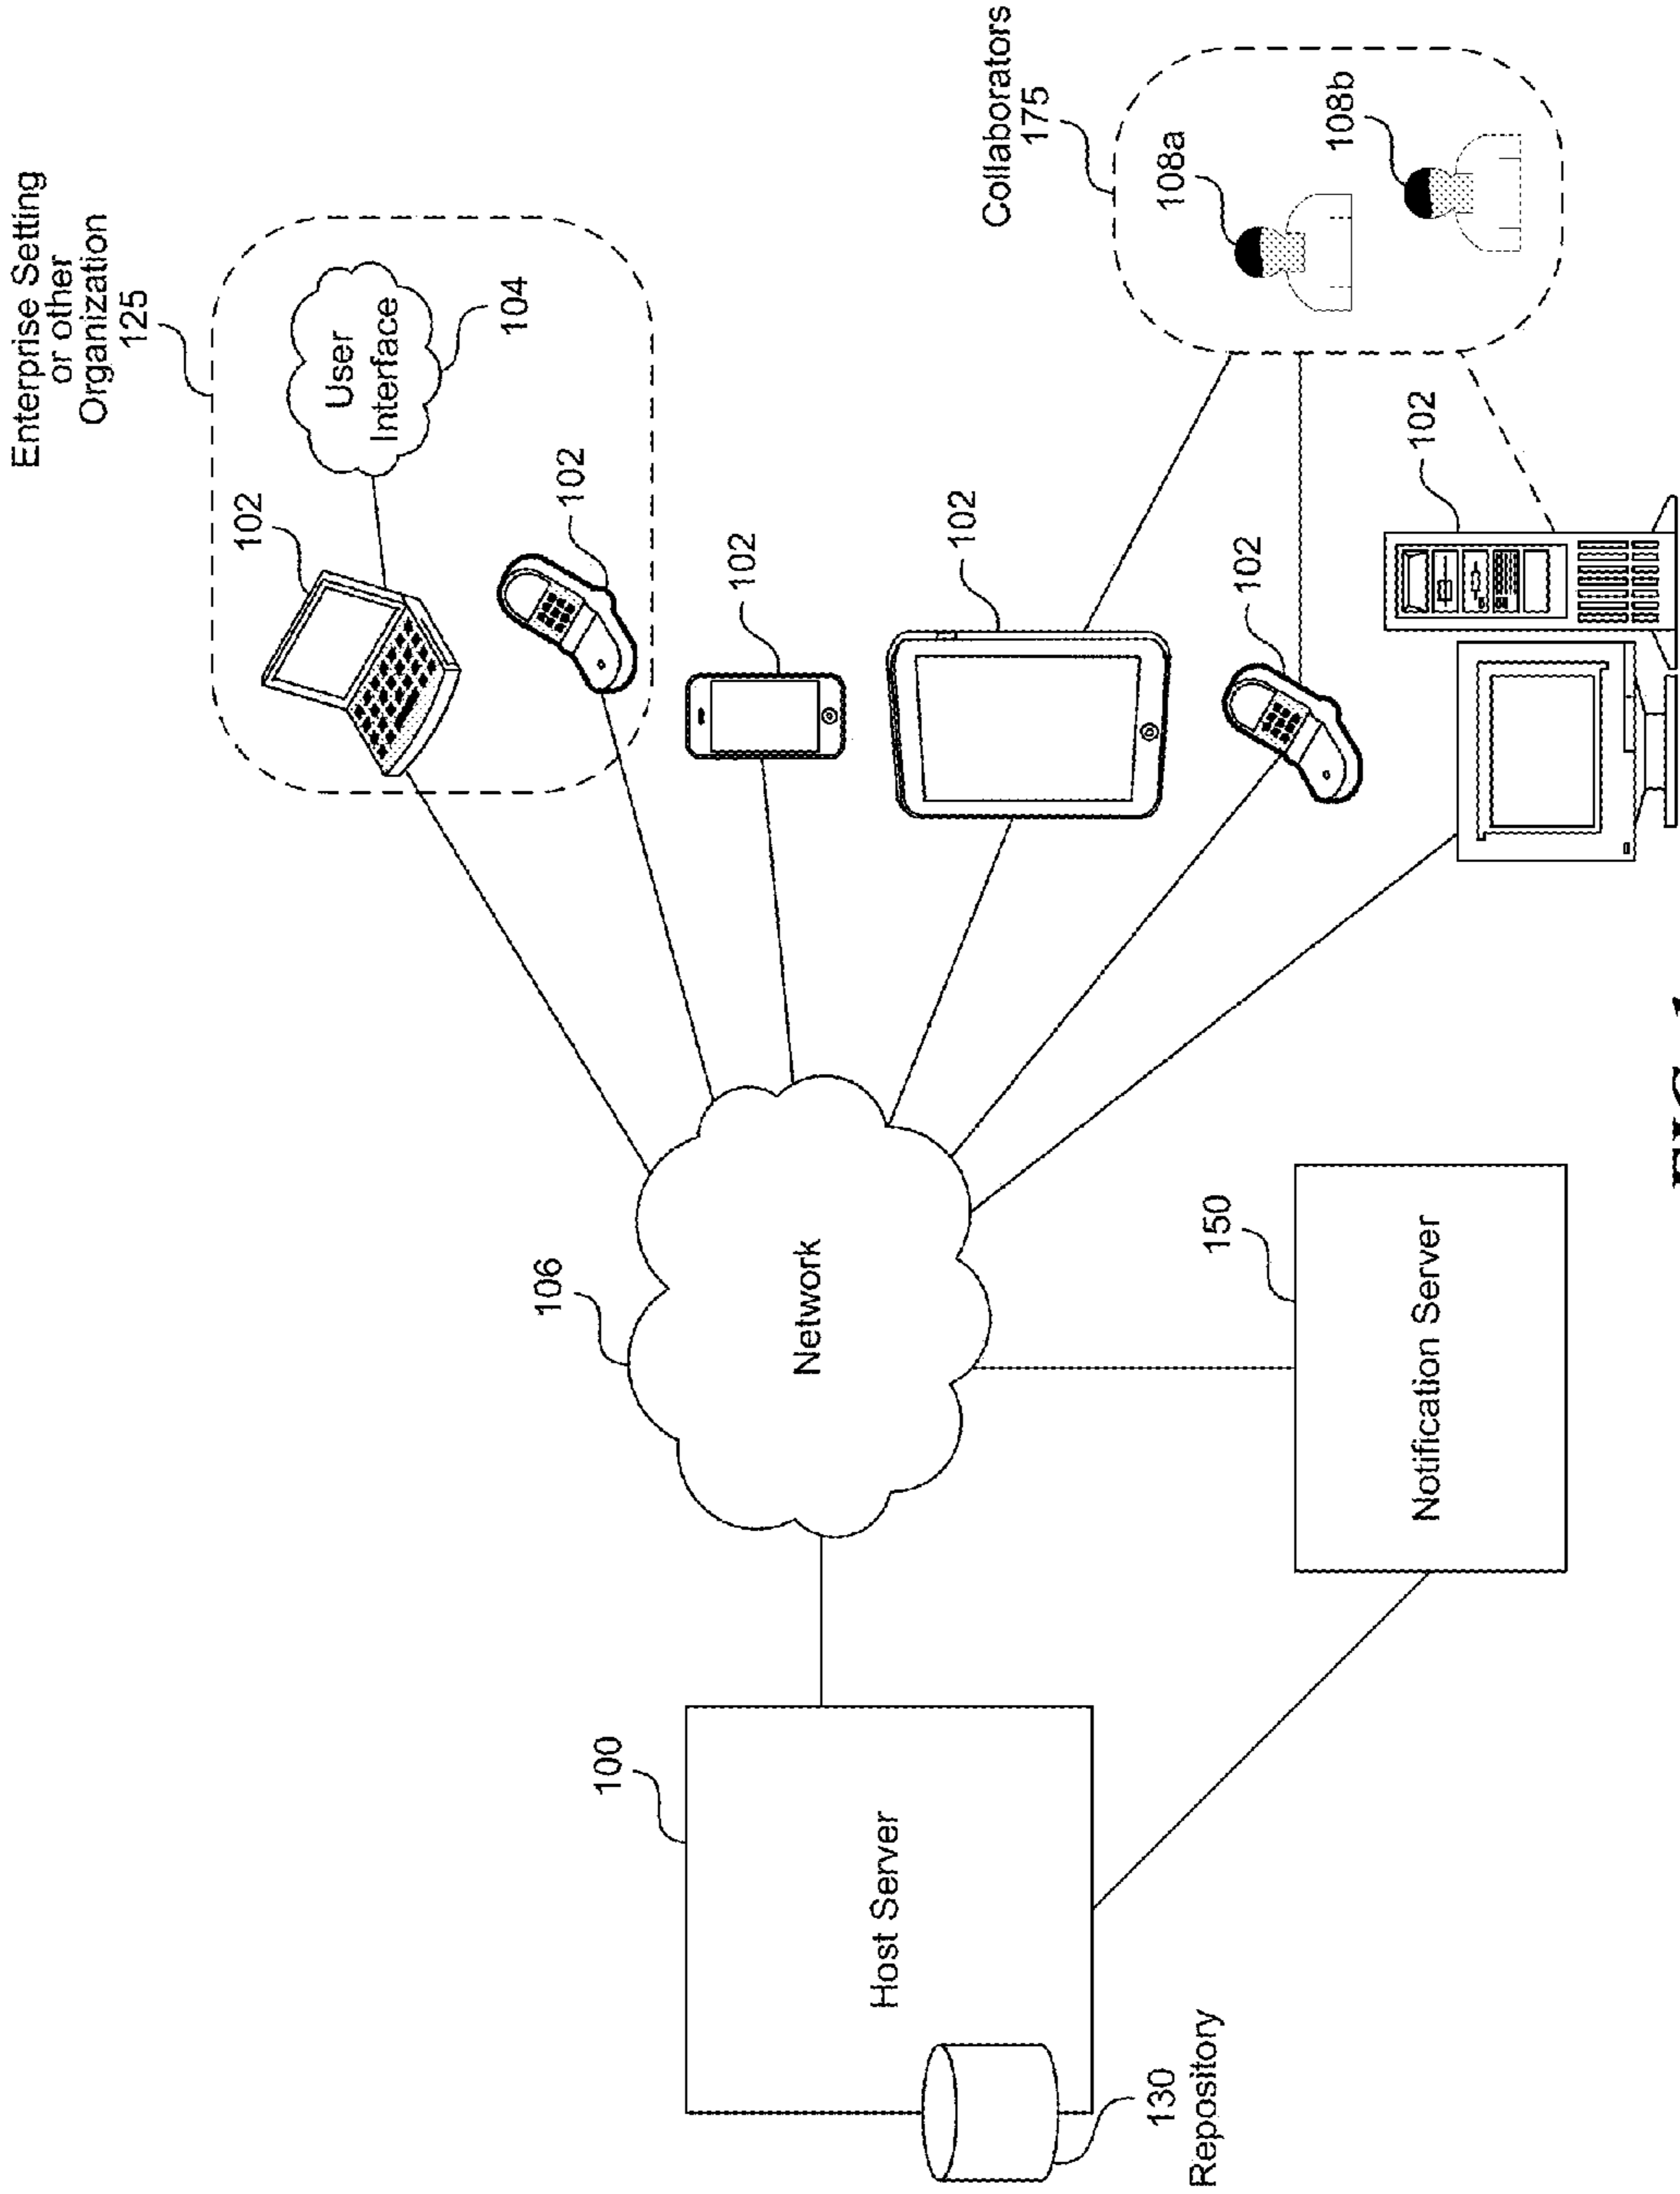 Enterprise Setting
or other
Organization
125
102
User
Interface
104
102
106
100
102
Network
Host Server
102
Collaborators
175
108a
108b
130
Repository
150
102
102
Notification Server